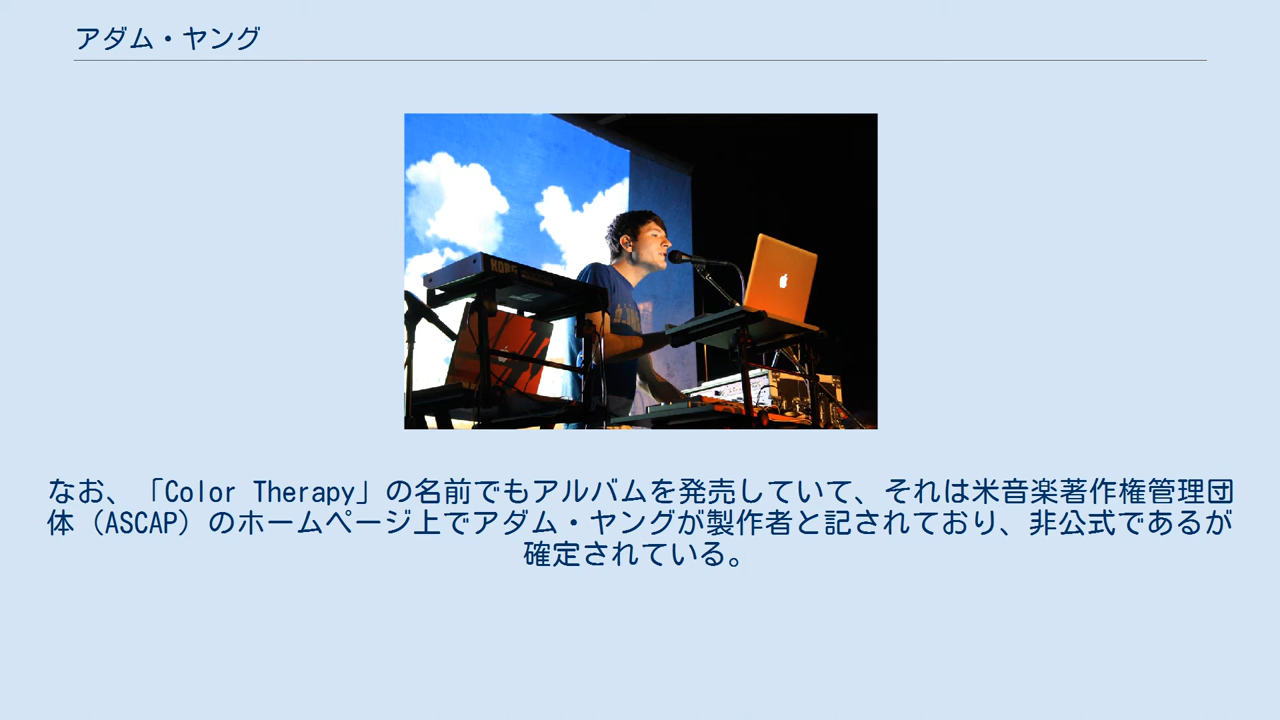 アダム・ヤング
KORG
なお、「Color Therapy」の名前でもアルバムを発売していて、それは米音楽著作権管理団
体（ASCAP）のホームページ上でアダム・ヤングが製作者と記されており、非公式であるが
確定されている。